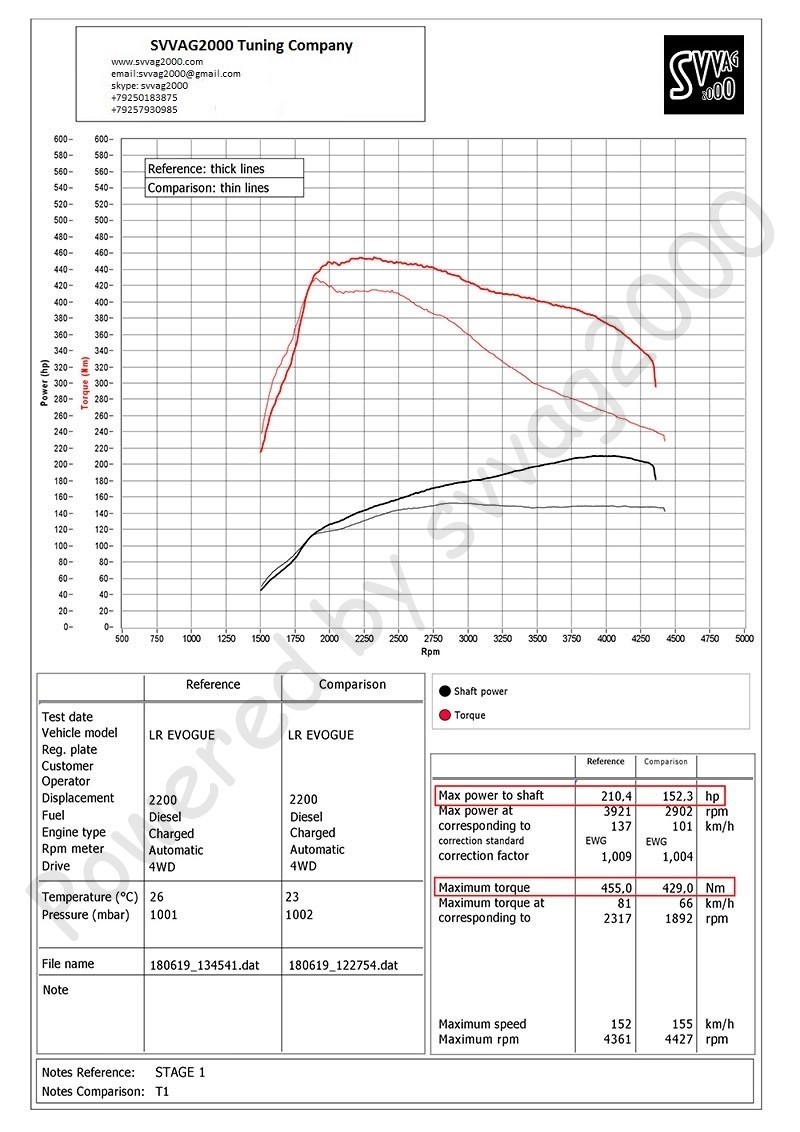 SVVAG2000 Tuning Company
www.svvag2000.com
email:svvag2000@gmail.com
skype: svvag2000
+79250183875
+79257930985
SVVAG
2000
Reference: thick lines
Comparison: thin lines
600 600
580 580
560 560
540 540
520 520
500 500
480 480
460 460
440 440
420 420
400 400
380 380
360 360
340 340
320 320
300 300
280 280
260 260
240 240
220 220
200 200
180 180
160 160
140 140
120 120
100 100
80 80
60 60
40 40
20 20
0 0
Power (hp)
Torque (Nm)
500 750 1000 1250 1500 1750 2000 2250 2500 2750 3000 3250 3500 3750 4000 4250 4500 4750 5000
Rpm
Powered by svvag2000
Reference Comparison
Test date
Vehicle model LR EVOGUE LR EVOGUE
Reg. plate
Customer
Operator
Displacement 2200 2200
Fuel Diesel Diesel
Engine type Charged Charged
Rpm meter Automatic Automatic
Drive 4WD 4WD
Temperature (°C) 26 23
Pressure (mbar) 1001 1002
File name 180619_134541.dat 180619_122754.dat
Note
Shaft power
Torque
Reference Comparison
Max power to shaft 210,4 152,3 hp
Max power at 3921 2902 rpm
corresponding to 137 101 km/h
correction standard EWG EWG
correction factor 1,009 1,004
Maximum torque 455,0 429,0 Nm
Maximum torque at 81 66 km/h
corresponding to 2317 1892 rpm
Maximum speed 152 155 km/h
Maximum rpm 4361 4427 rpm
Notes Reference: STAGE 1
Notes Comparison: T1